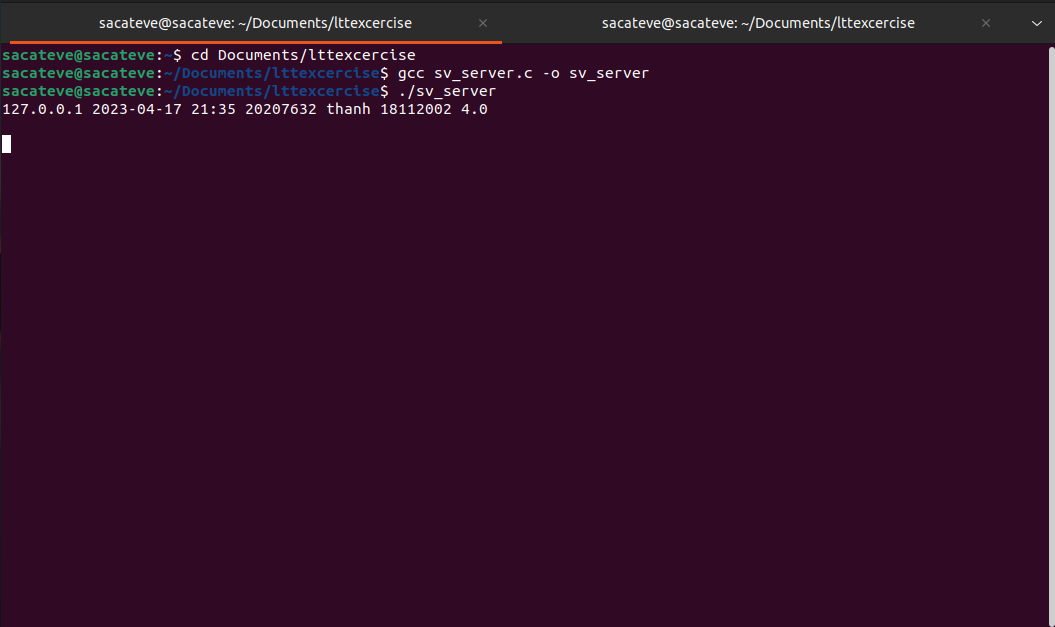 sacateve@sacateve: ~/Documents/lttexcercise
sacateve@sacateve: ~/Documents/lttexcercise
sacateve@sacateve:~$ cd Documents/lttexcercise
sacateve@sacateve:~/Documents/lttexcercise$ gcc sv_server.c -o sv_server
sacateve@sacateve:~/Documents/lttexcercise$ ./sv_server
127.0.0.1 2023-04-17 21:35 20207632 thanh 18112002 4.0